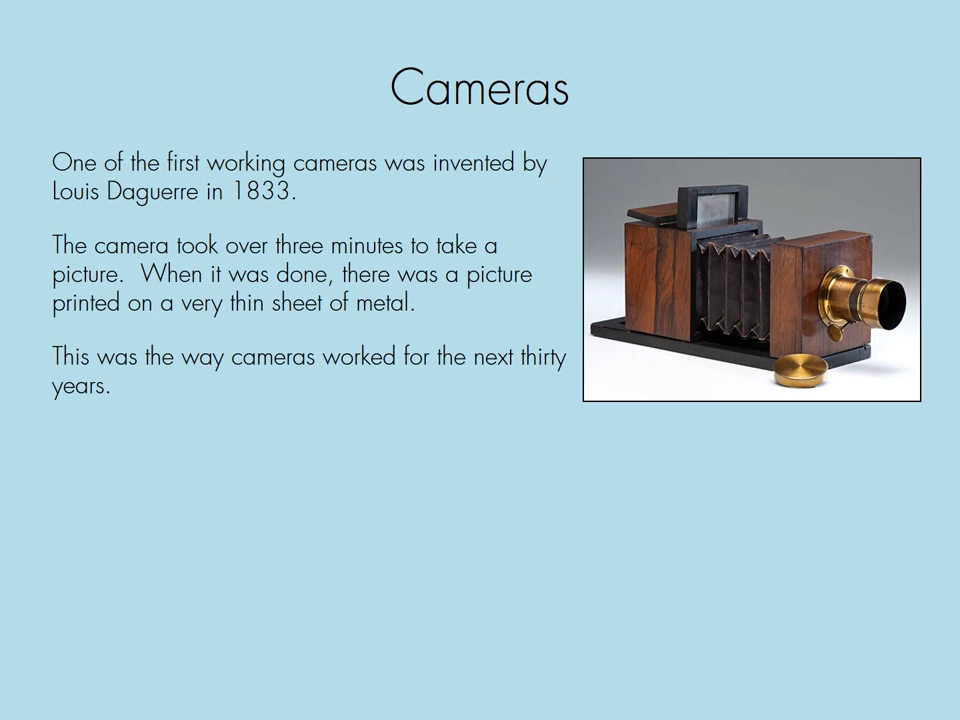 Cameras
One of the first working cameras was invented by
Louis Daguerre in 1833.
The camera took over three minutes to take a
picture.  When it was done, there was a picture
printed on a very thin sheet of metal.
This was the way cameras worked for the next thirty
years.